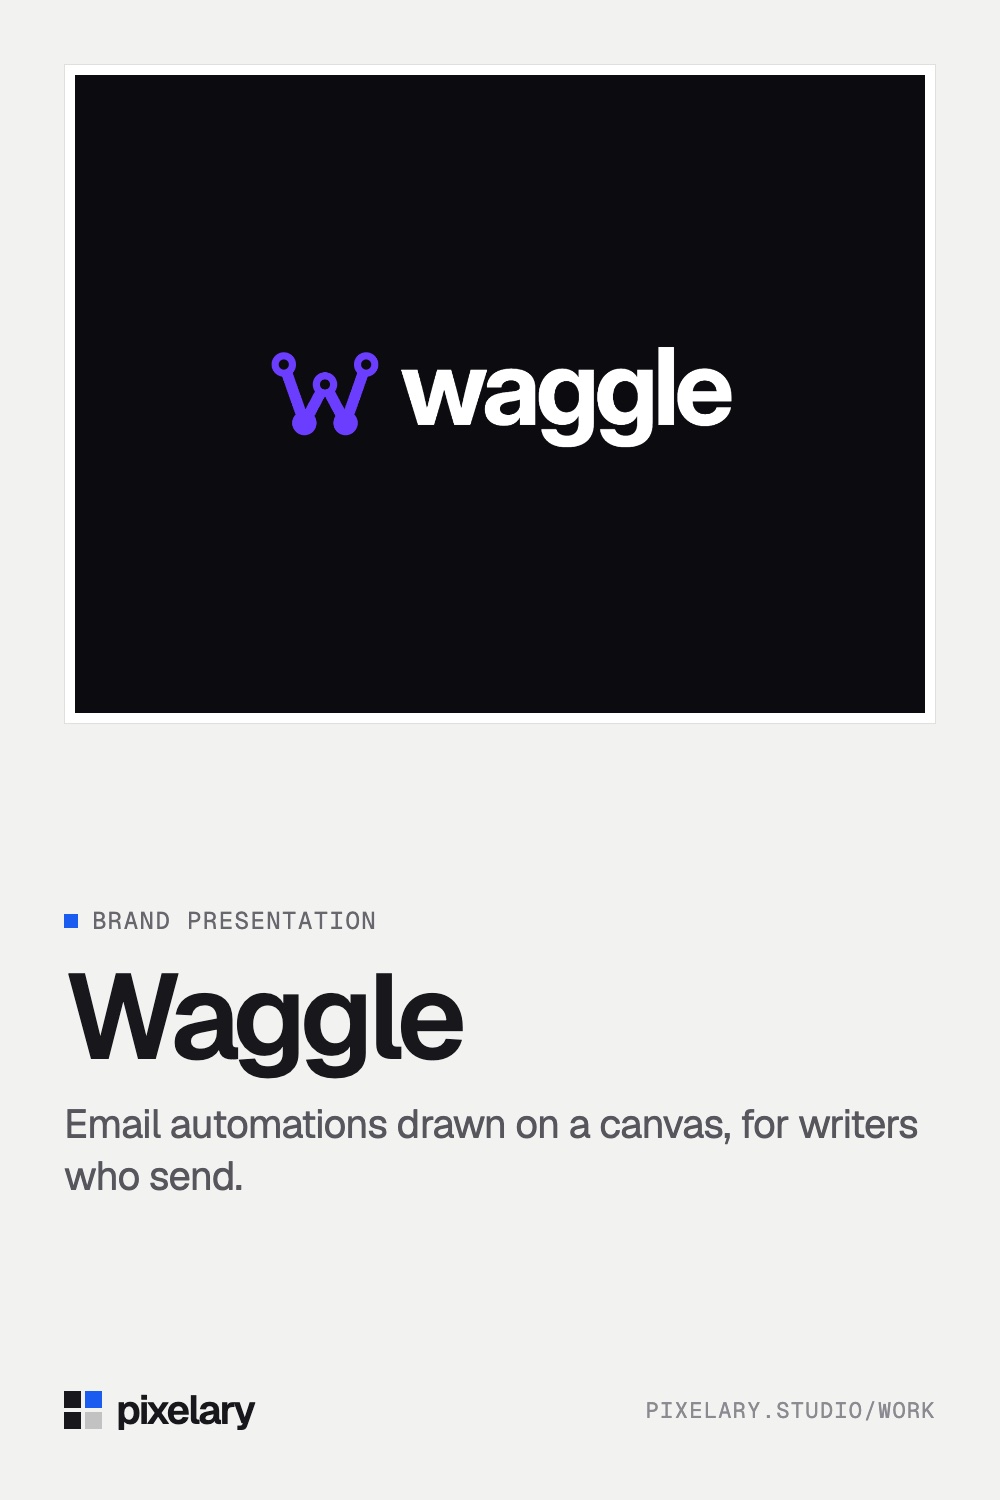 waggle
BRAND PRESENTATION
Waggle
Email automations drawn on a canvas, for writers
who send.
pixelary
PIXELARY.STUDIO/WORK